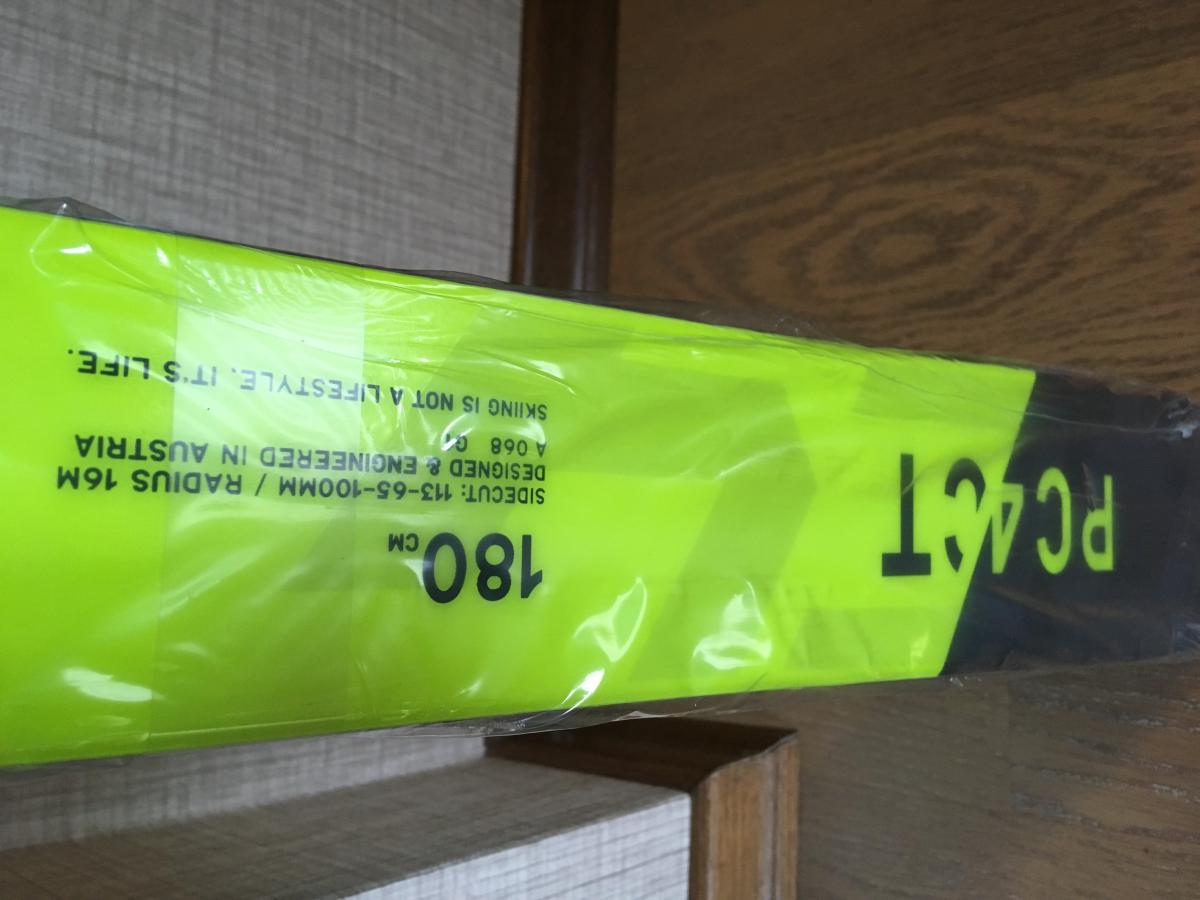 RC4CT
180 CM
SIDECUT: 113-65-100MM / RADIUS 16M
DESIGNED & ENGINEERED IN AUSTRIA
A 068 G1
SKIING IS NOT A LIFESTYLE. IT'S LIFE.